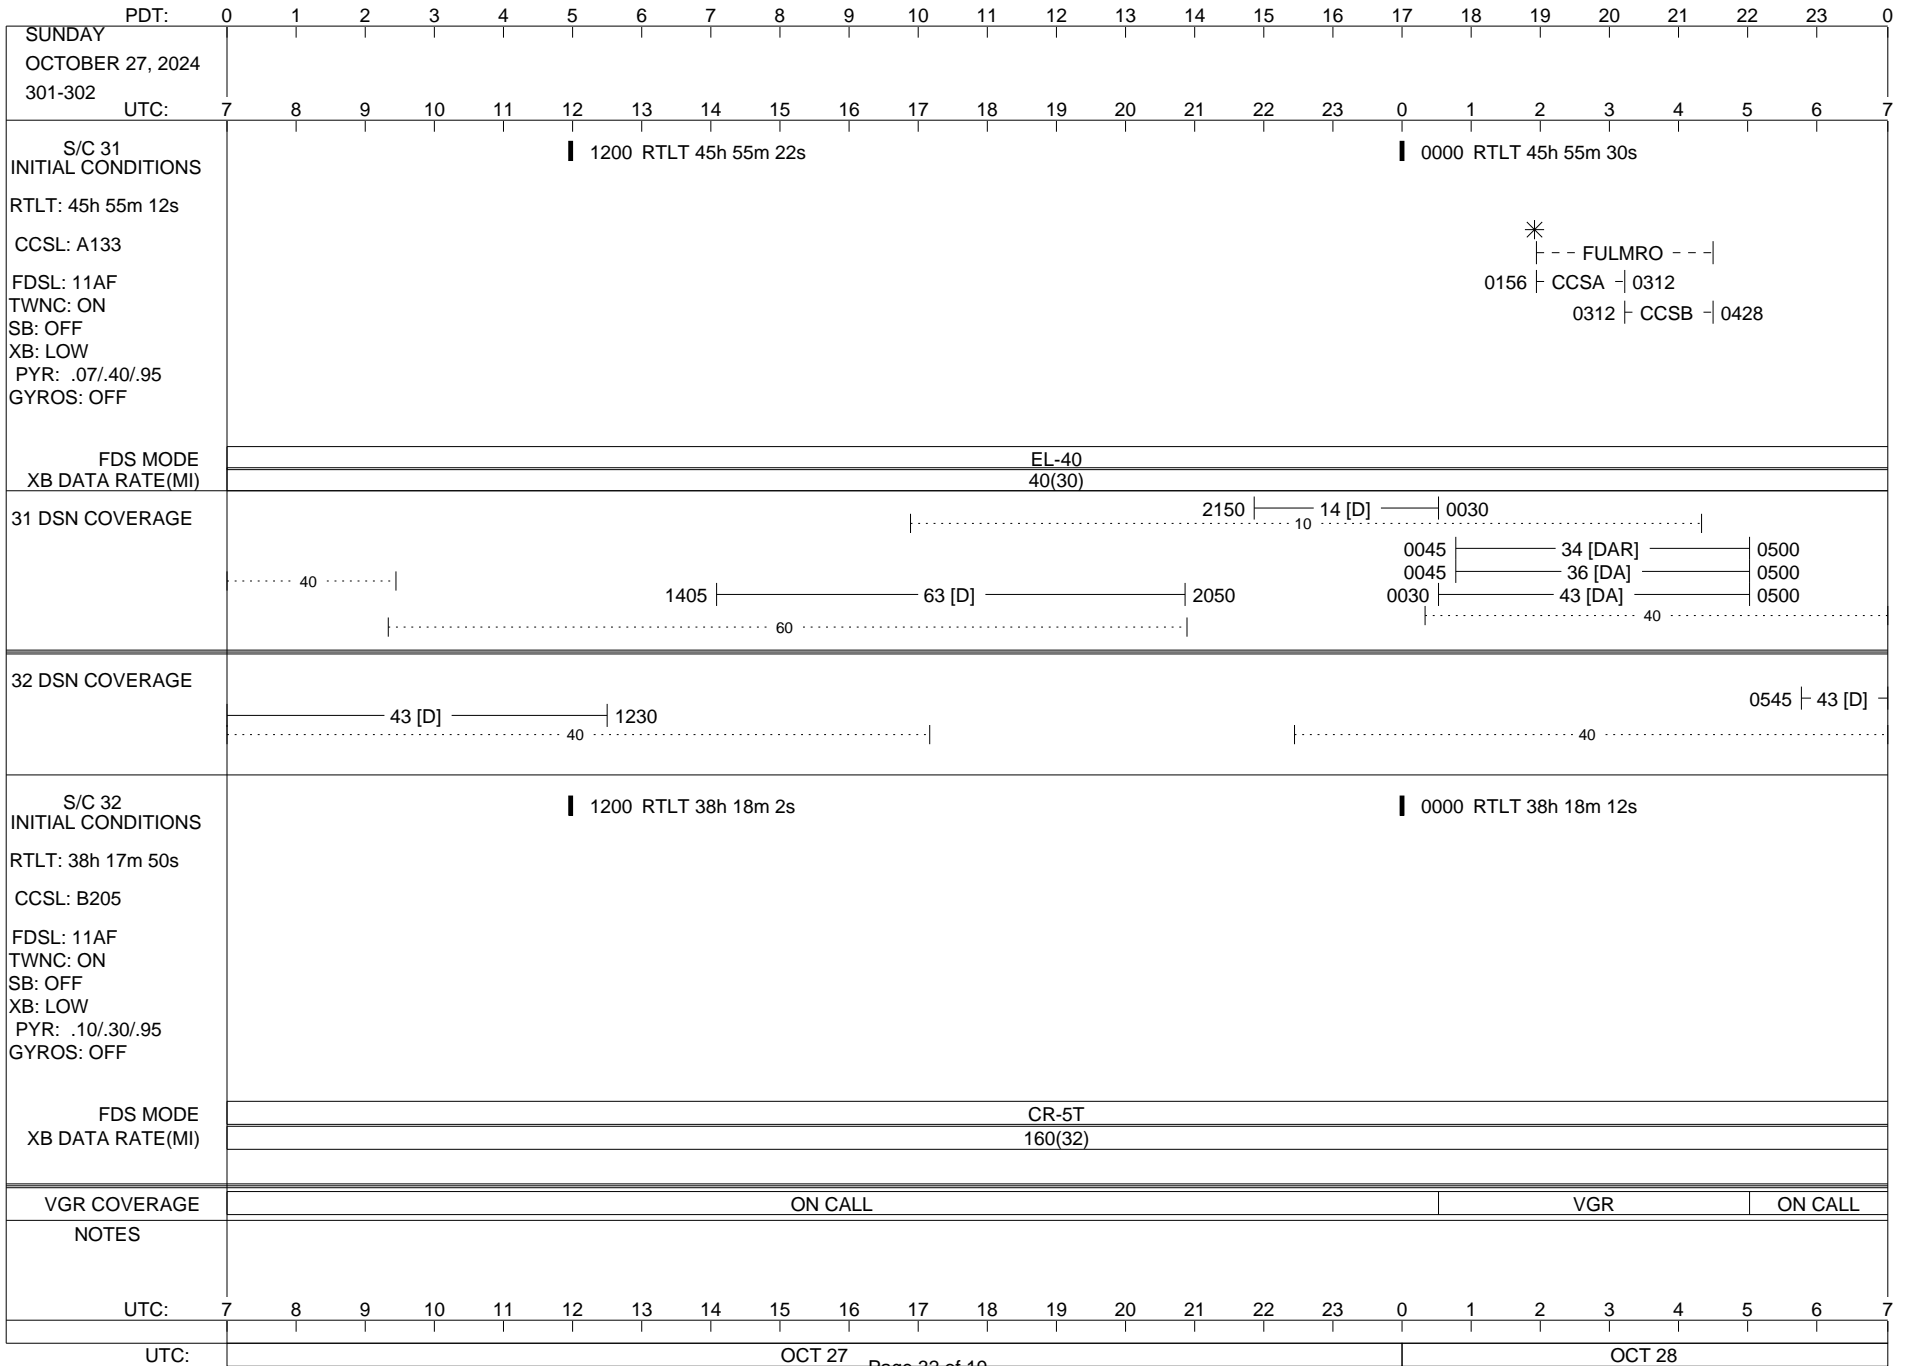 PDT: 0 1 2 3 4 5 6 7 8 9 10 11 12 13 14 15 16 17 18 19 20 21 22 23 0
SUNDAY
OCTOBER 27, 2024
301-302
UTC: 7 8 9 10 11 12 13 14 15 16 17 18 19 20 21 22 23 0 1 2 3 4 5 6 7
S/C 31
INITIAL CONDITIONS
1200 RTLT 45h 55m 22s
0000 RTLT 45h 55m 30s
RTLT: 45h 55m 12s
CCSL: A133
FULMRO
FDSL: 11AF
0156 CCSA 0312
TWNC: ON
0312 CCSB 0428
SB: OFF
XB: LOW
PYR: .07/.40/.95
GYROS: OFF
FDS MODE
EL-40
XB DATA RATE(MI)
40(30)
31 DSN COVERAGE
2150 14 [D] 0030
10
0045 34 [DAR] 0500
0045 36 [DA] 0500
40
1405 63 [D] 2050
0030 43 [DA] 0500
40
60
32 DSN COVERAGE
0545 43 [D]
43 [D] 1230
40
40
S/C 32
INITIAL CONDITIONS
1200 RTLT 38h 18m 2s
0000 RTLT 38h 18m 12s
RTLT: 38h 17m 50s
CCSL: B205
FDSL: 11AF
TWNC: ON
SB: OFF
XB: LOW
PYR: .10/.30/.95
GYROS: OFF
FDS MODE
CR-5T
XB DATA RATE(MI)
160(32)
VGR COVERAGE
ON CALL
VGR
ON CALL
NOTES
UTC: 7 8 9 10 11 12 13 14 15 16 17 18 19 20 21 22 23 0 1 2 3 4 5 6 7
UTC:
OCT 27
OCT 28